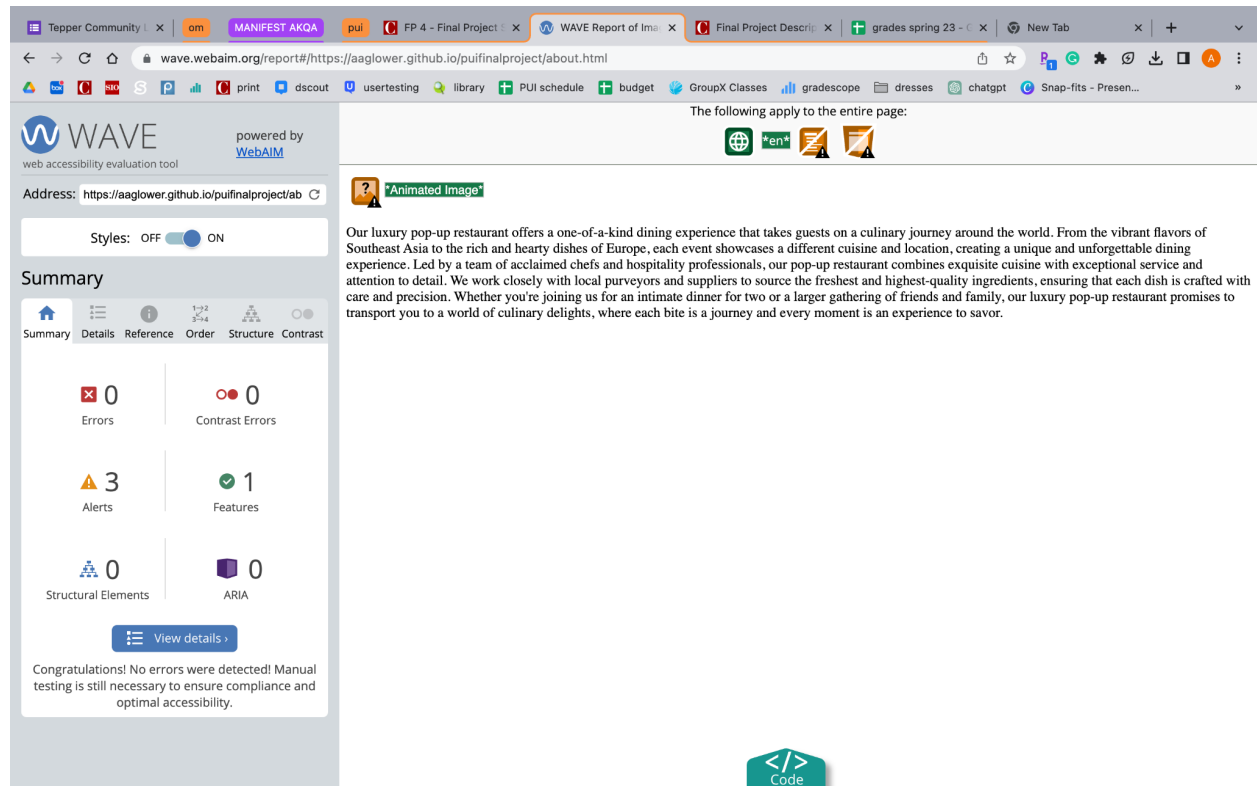 Tepper Community L
om
MANIFEST AKQA
pui
FP 4 - Final Project S
WAVE Report of Imag
Final Project Descrip
grades spring 23 - G
New Tab
wave.webaim.org/report#/https://aaglower.github.io/puifinalproject/about.html
box
SIO
print
dscout
usertesting
library
PUI schedule
budget
GroupX Classes
gradescope
dresses
chatgpt
Snap-fits - Presen...
»
WAVE
web accessibility evaluation tool
powered by
WebAIM
Address: https://aaglower.github.io/puifinalproject/ab
Styles: OFF ON
Summary
Summary Details Reference Order Structure Contrast
0
Errors
0
Contrast Errors
3
Alerts
1
Features
0
Structural Elements
0
ARIA
View details ›
Congratulations! No errors were detected! Manual
testing is still necessary to ensure compliance and
optimal accessibility.
The following apply to the entire page:
*en*
*Animated Image*
Our luxury pop-up restaurant offers a one-of-a-kind dining experience that takes guests on a culinary journey around the world. From the vibrant flavors of
Southeast Asia to the rich and hearty dishes of Europe, each event showcases a different cuisine and location, creating a unique and unforgettable dining
experience. Led by a team of acclaimed chefs and hospitality professionals, our pop-up restaurant combines exquisite cuisine with exceptional service and
attention to detail. We work closely with local purveyors and suppliers to source the freshest and highest-quality ingredients, ensuring that each dish is crafted with
care and precision. Whether you're joining us for an intimate dinner for two or a larger gathering of friends and family, our luxury pop-up restaurant promises to
transport you to a world of culinary delights, where each bite is a journey and every moment is an experience to savor.
</>
Code